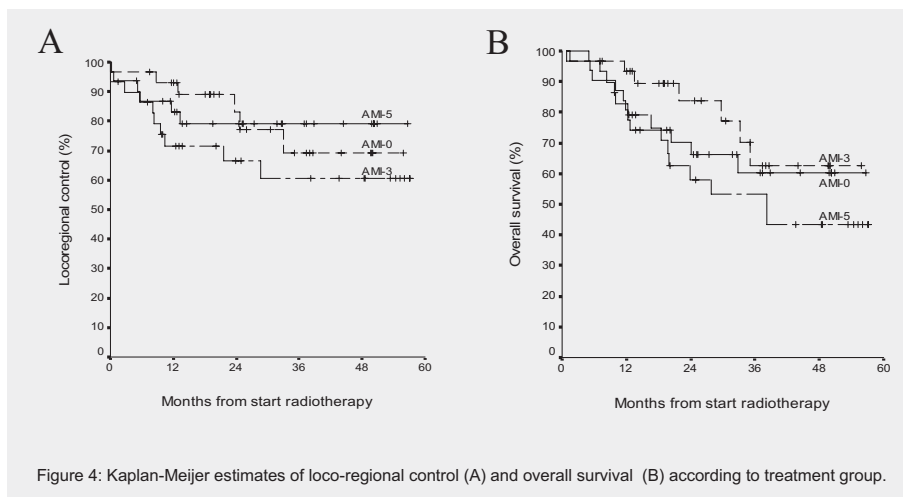 A
Locoregional control (%)
100
90
80
70
60
50
40
30
20
10
0
0 12 24 36 48 60
AMI-5
AMI-0
AMI-3
Months from start radiotherapy
B
Overall survival (%)
100
90
80
70
60
50
40
30
20
10
0
0 12 24 36 48 60
AMI-3
AMI-0
AMI-5
Months from start radiotherapy
Figure 4: Kaplan-Meijer estimates of loco-regional control (A) and overall survival (B) according to treatment group.